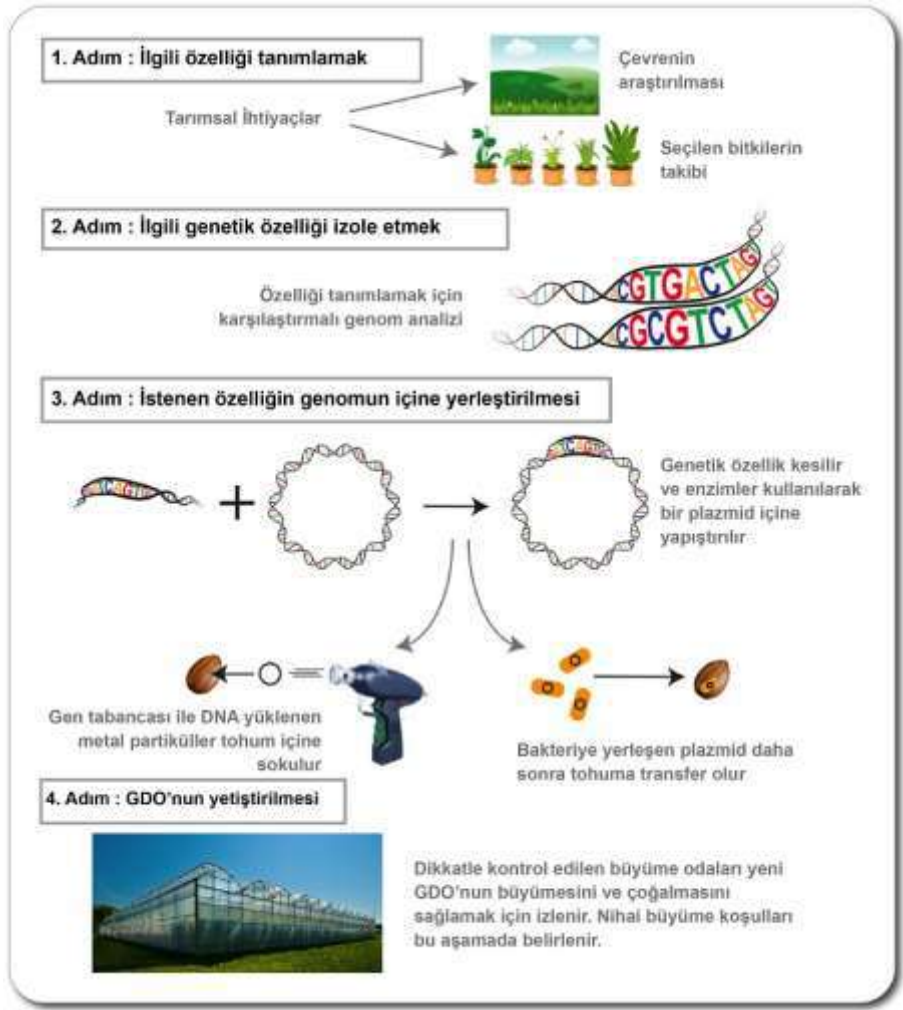 1. Adım : İlgili özelliği tanımlamak
Çevrenin
araştırılması
Tarımsal İhtiyaçlar
Seçilen bitkilerin
takibi
2. Adım : İlgili genetik özelliği izole etmek
Özelliği tanımlamak için
karşılaştırmalı genom analizi
CGTGACTAGT
CGCGTCTAGT
3. Adım : İstenen özelliğin genomun içine yerleştirilmesi
Genetik özellik kesilir
ve enzimler kullanılarak
bir plazmid içine
yapıştırılır
Gen tabancası ile DNA yüklenen
metal partiküller tohum içine
sokulur
Bakteriye yerleşen plazmid daha
sonra tohuma transfer olur
4. Adım : GDO'nun yetiştirilmesi
Dikkatle kontrol edilen büyüme odaları yeni
GDO'nun büyümesini ve çoğalmasını
sağlamak için izlenir. Nihai büyüme koşulları
bu aşamada belirlenir.